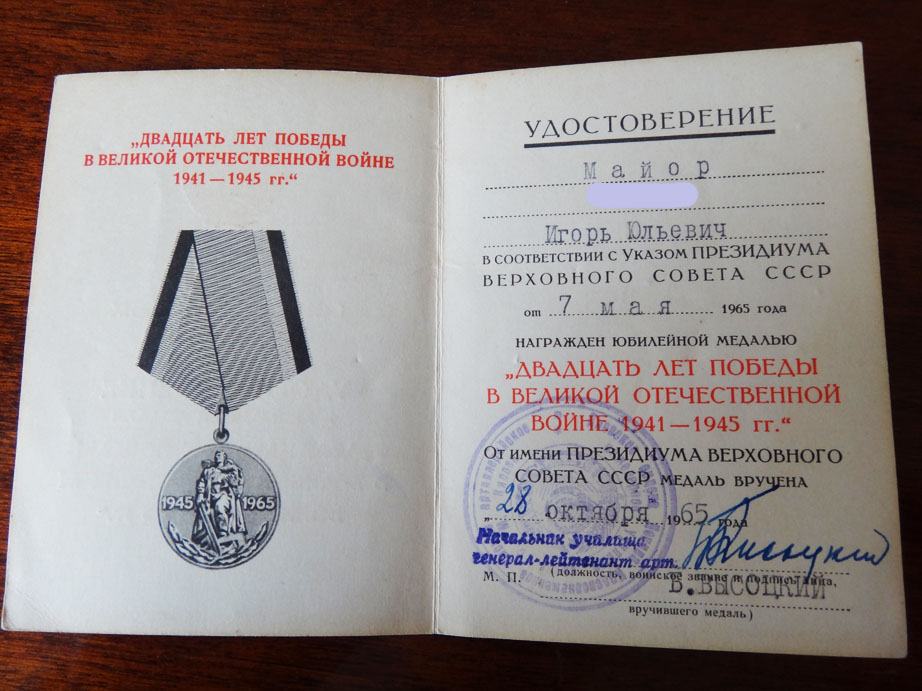 „ДВАДЦАТЬ ЛЕТ ПОБЕДЫ
В ВЕЛИКОЙ ОТЕЧЕСТВЕННОЙ ВОЙНЕ
1941—1945 гг.“
1945 1965
УДОСТОВЕРЕНИЕ
Майор
Игорь Юльевич
В СООТВЕТСТВИИ С УКАЗОМ ПРЕЗИДИУМА
ВЕРХОВНОГО СОВЕТА СССР
от 7 мая 1965 года
НАГРАЖДЕН ЮБИЛЕЙНОЙ МЕДАЛЬЮ
„ДВАДЦАТЬ ЛЕТ ПОБЕДЫ
В ВЕЛИКОЙ ОТЕЧЕСТВЕННОЙ
ВОЙНЕ 1941—1945 гг.“
ОТ ИМЕНИ ПРЕЗИДИУМА ВЕРХОВНОГО
СОВЕТА СССР МЕДАЛЬ ВРУЧЕНА
„28 октября 1965 года
Начальник училища
генерал-лейтенант арт.
М. П. (должность, воинское звание и подпись лица,
В.ВЫСОЦКИЙ
вручившего медаль)